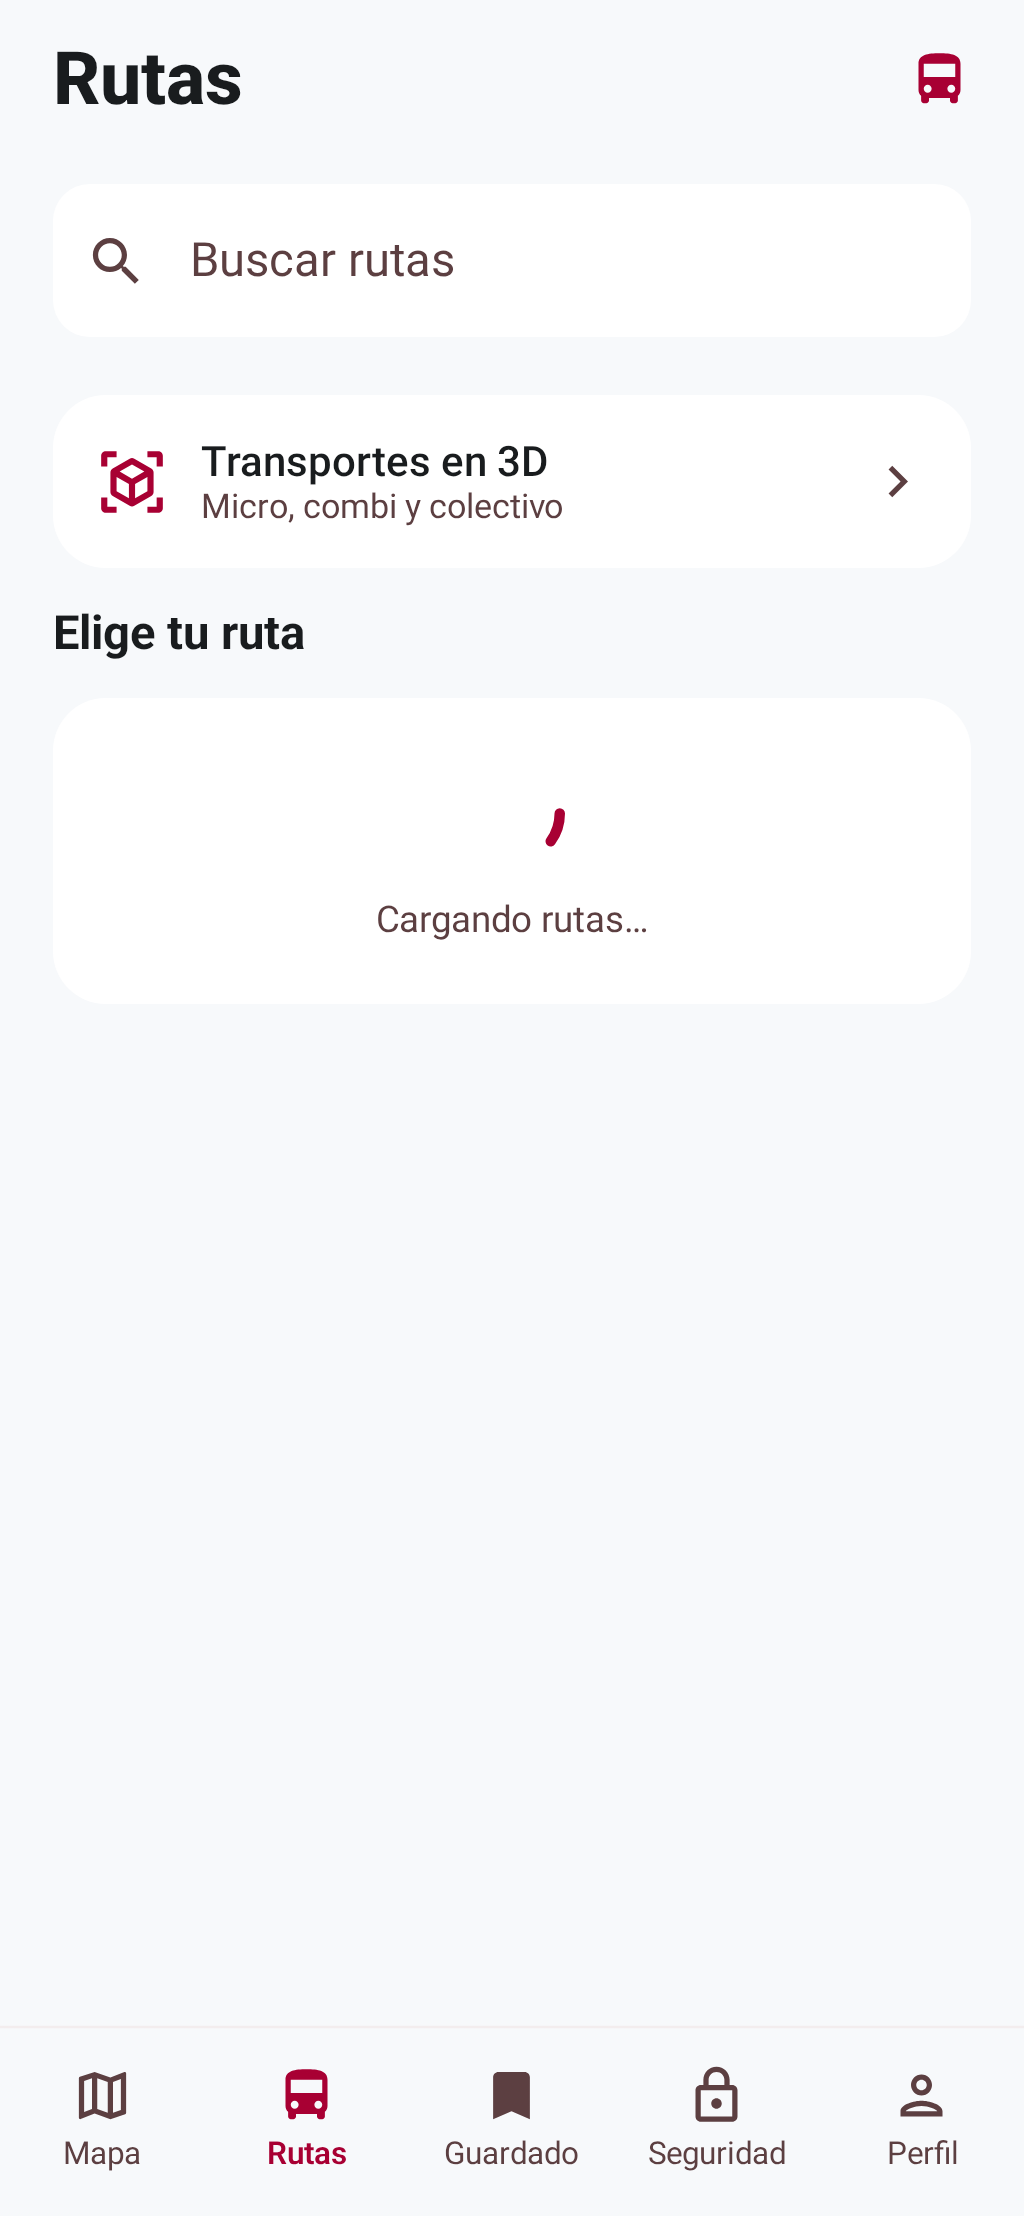 Rutas
Buscar rutas
Transportes en 3D
Micro, combi y colectivo
Elige tu ruta
Cargando rutas...
Mapa
Rutas
Guardado
Seguridad
Perfil